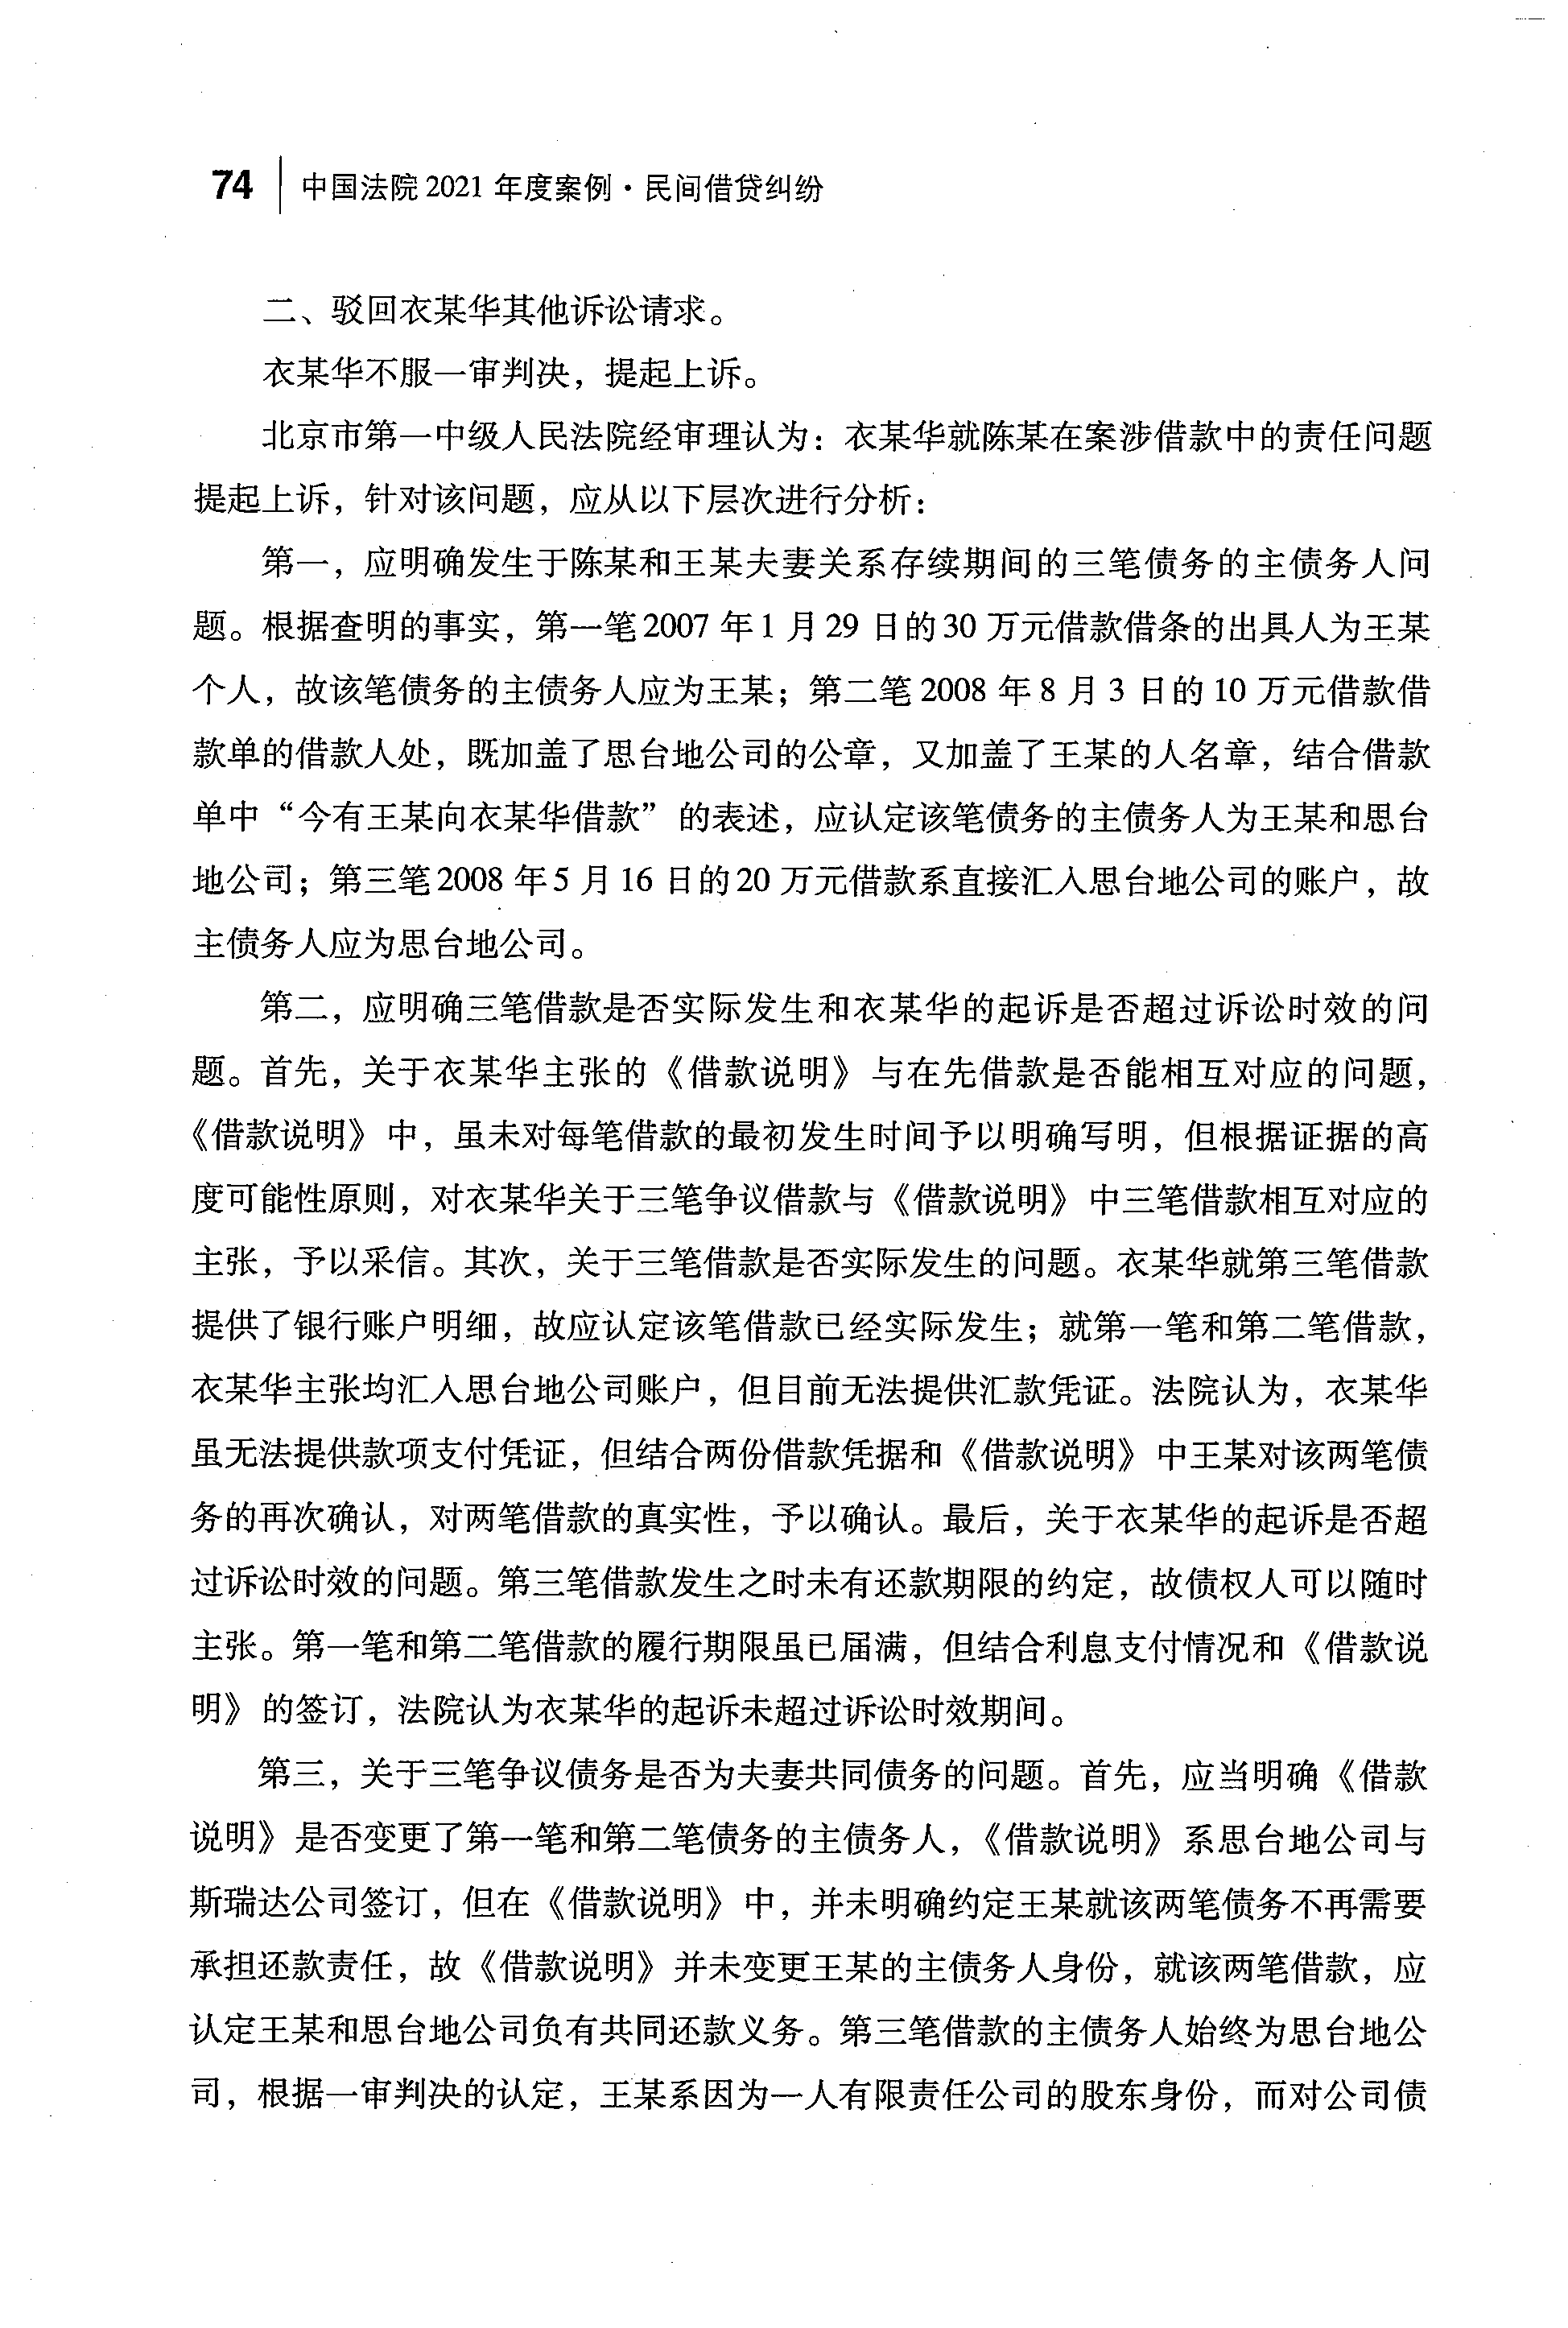 74 中国法院 2021 年度案例·民间借贷纠纷
二、驳回衣某华其他诉讼请求。
衣某华不服一审判决，提起上诉。
北京市第一中级人民法院经审理认为：衣某华就陈某在案涉借款中的责任问题
提起上诉，针对该问题，应从以下层次进行分析：
第一，应明确发生于陈某和王某夫妻关系存续期间的三笔债务的主债务人问
题。根据查明的事实，第一笔2007 年1 月 29 日的30 万元借款借条的出具人为王某
个人，故该笔债务的主债务人应为王某；第二笔 2008 年 8 月 3 日的 10 万元借款借
款单的借款人处，既加盖了思台地公司的公章，又加盖了王某的人名章，结合借款
单中“今有王某向衣某华借款”的表述，应认定该笔债务的主债务人为王某和思台
地公司；第三笔2008 年5 月 16 日的20 万元借款系直接汇入思台地公司的账户，故
主债务人应为思台地公司。
第二，应明确三笔借款是否实际发生和衣某华的起诉是否超过诉讼时效的问
题。首先，关于衣某华主张的《借款说明》与在先借款是否能相互对应的问题，
《借款说明》中，虽未对每笔借款的最初发生时间予以明确写明，但根据证据的高
度可能性原则，对衣某华关于三笔争议借款与《借款说明》中三笔借款相互对应的
主张，予以采信。其次，关于三笔借款是否实际发生的问题。衣某华就第三笔借款
提供了银行账户明细，故应认定该笔借款已经实际发生；就第一笔和第二笔借款，
衣某华主张均汇入思台地公司账户，但目前无法提供汇款凭证。法院认为，衣某华
虽无法提供款项支付凭证，但结合两份借款凭据和《借款说明》中王某对该两笔债
务的再次确认，对两笔借款的真实性，予以确认。最后，关于衣某华的起诉是否超
过诉讼时效的问题。第三笔借款发生之时未有还款期限的约定，故债权人可以随时
主张。第一笔和第二笔借款的履行期限虽已届满，但结合利息支付情况和《借款说
明》的签订，法院认为衣某华的起诉未超过诉讼时效期间。
第三，关于三笔争议债务是否为夫妻共同债务的问题。首先，应当明确《借款
说明》是否变更了第一笔和第二笔债务的主债务人，《借款说明》系思台地公司与
斯瑞达公司签订，但在《借款说明》中，并未明确约定王某就该两笔债务不再需要
承担还款责任，故《借款说明》并未变更王某的主债务人身份，就该两笔借款，应
认定王某和思台地公司负有共同还款义务。第三笔借款的主债务人始终为思台地公
司，根据一审判决的认定，王某系因为一人有限责任公司的股东身份，而对公司债